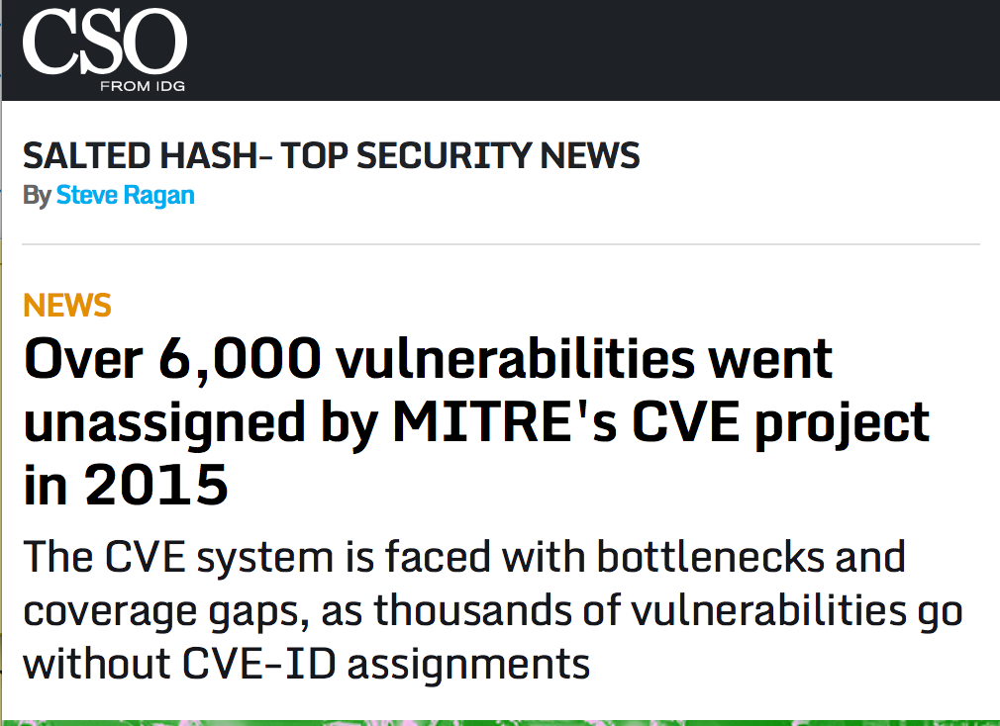 CSO
FROM IDG
SALTED HASH– TOP SECURITY NEWS
By Steve Ragan
NEWS
Over 6,000 vulnerabilities went
unassigned by MITRE's CVE project
in 2015
The CVE system is faced with bottlenecks and
coverage gaps, as thousands of vulnerabilities go
without CVE-ID assignments